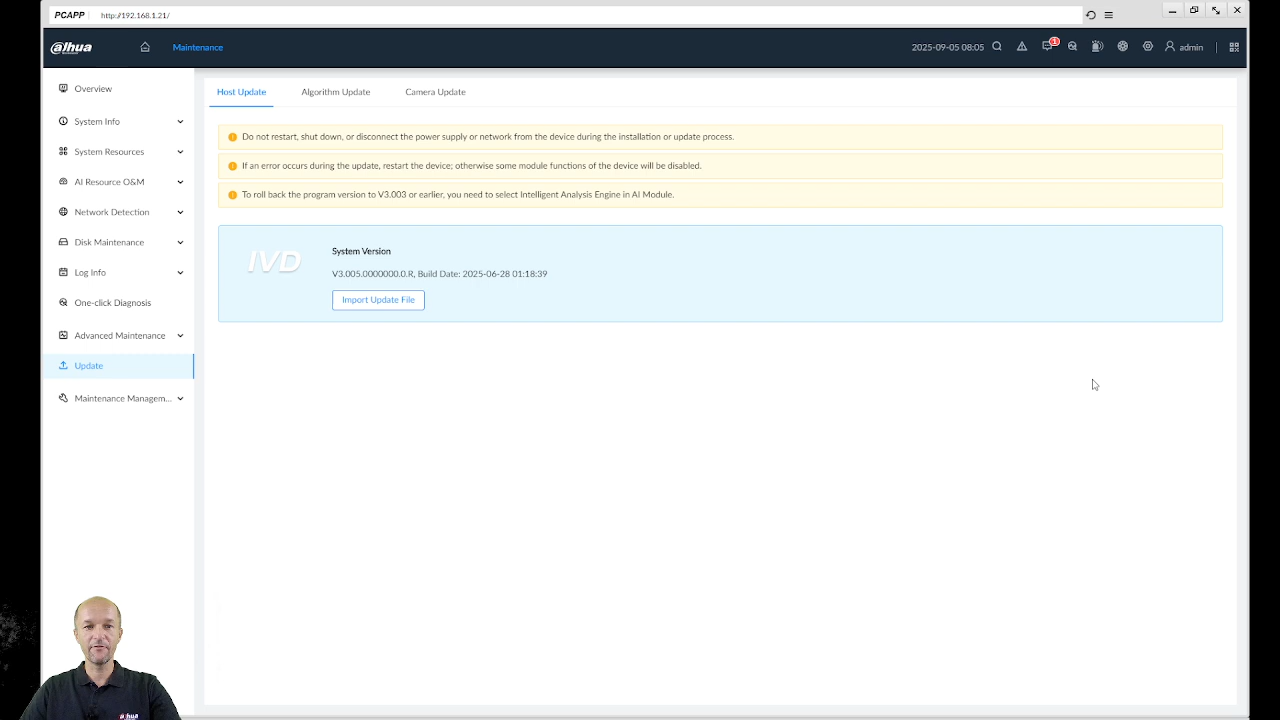 PCAPP http://192.168.1.21/
alhua Maintenance 2025-09-05 08:05 1 admin
Overview
System Info
System Resources
AI Resource O&M
Network Detection
Disk Maintenance
Log Info
One-click Diagnosis
Advanced Maintenance
Update
Maintenance Managem...
Host Update Algorithm Update Camera Update
Do not restart, shut down, or disconnect the power supply or network from the device during the installation or update process.
If an error occurs during the update, restart the device; otherwise some module functions of the device will be disabled.
To roll back the program version to V3.003 or earlier, you need to select Intelligent Analysis Engine in AI Module.
IVD
System Version
V3.005.0000000.0.R, Build Date: 2025-06-28 01:18:39
Import Update File
alhua